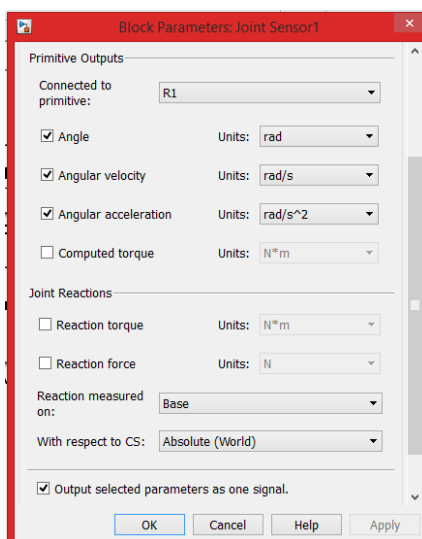 Block Parameters: Joint Sensor1
Primitive Outputs
Connected to
primitive:
R1
Angle Units: rad
Angular velocity Units: rad/s
Angular acceleration Units: rad/s^2
Computed torque Units: N*m
Joint Reactions
Reaction torque Units: N*m
Reaction force Units: N
Reaction measured
on:
Base
With respect to CS: Absolute (World)
Output selected parameters as one signal.
OK Cancel Help Apply